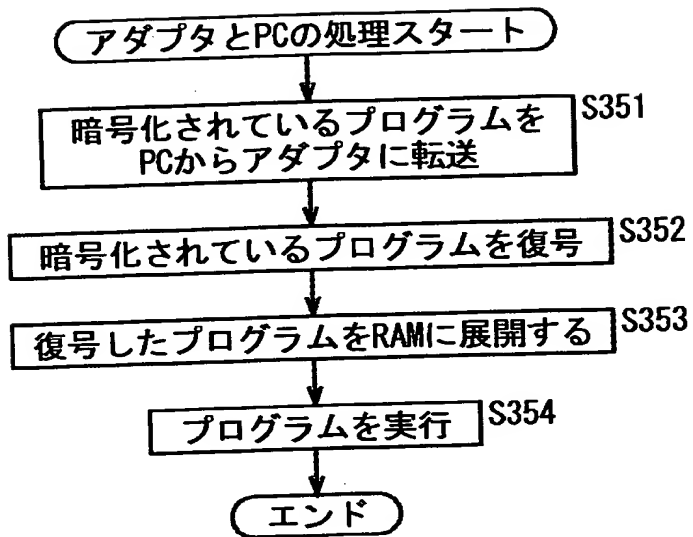 アダプタとPCの処理スタート
暗号化されているプログラムを
PCからアダプタに転送
S351
暗号化されているプログラムを復号
S352
復号したプログラムをRAMに展開する
S353
プログラムを実行
S354
エンド